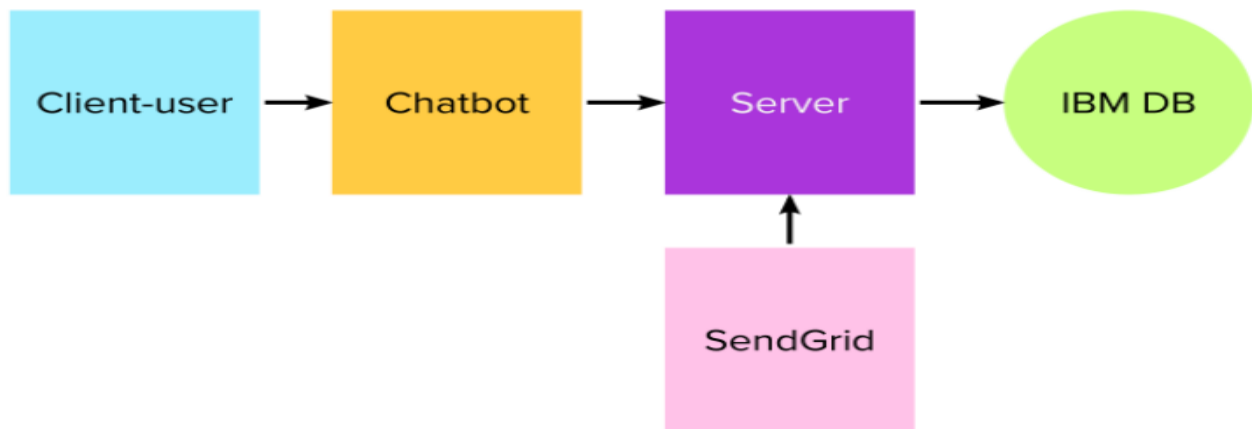 Client-user
Chatbot
Server
IBM DB
SendGrid